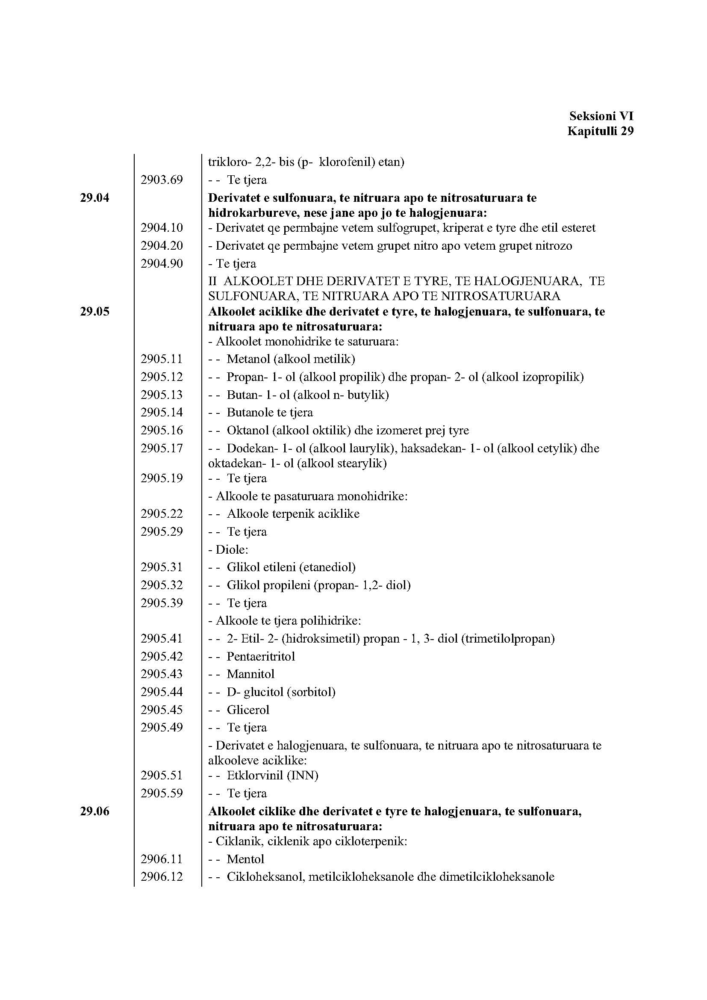 Seksioni VI
Kapitulli 29
trikloro- 2,2- bis (p-  klorofenil) etan)
2903.69 - -  Te tjera
29.04 Derivatet e sulfonuara, te nitruara apo te nitrosaturuara te
hidrokarbureve, nese jane apo jo te halogjenuara:
2904.10 - Derivatet qe permbajne vetem sulfogrupet, kriperat e tyre dhe etil esteret
2904.20 - Derivatet qe permbajne vetem grupet nitro apo vetem grupet nitrozo
2904.90 - Te tjera
II  ALKOOLET DHE DERIVATET E TYRE, TE HALOGJENUARA,  TE
SULFONUARA, TE NITRUARA APO TE NITROSATURUARA
29.05 Alkoolet aciklike dhe derivatet e tyre, te halogjenuara, te sulfonuara, te
nitruara apo te nitrosaturuara:
- Alkoolet monohidrike te saturuara:
2905.11 - -  Metanol (alkool metilik)
2905.12 - -  Propan- 1- ol (alkool propilik) dhe propan- 2- ol (alkool izopropilik)
2905.13 - -  Butan- 1- ol (alkool n- butylik)
2905.14 - -  Butanole te tjera
2905.16 - -  Oktanol (alkool oktilik) dhe izomeret prej tyre
2905.17 - -  Dodekan- 1- ol (alkool laurylik), haksadekan- 1- ol (alkool cetylik) dhe
oktadekan- 1- ol (alkool stearylik)
2905.19 - -  Te tjera
- Alkoole te pasaturuara monohidrike:
2905.22 - -  Alkoole terpenik aciklike
2905.29 - -  Te tjera
- Diole:
2905.31 - -  Glikol etileni (etanediol)
2905.32 - -  Glikol propileni (propan- 1,2- diol)
2905.39 - -  Te tjera
- Alkoole te tjera polihidrike:
2905.41 - -  2- Etil- 2- (hidroksimetil) propan - 1, 3- diol (trimetilolpropan)
2905.42 - -  Pentaeritritol
2905.43 - -  Mannitol
2905.44 - -  D- glucitol (sorbitol)
2905.45 - -  Glicerol
2905.49 - -  Te tjera
- Derivatet e halogjenuara, te sulfonuara, te nitruara apo te nitrosaturuara te
alkooleve aciklike:
2905.51 - -  Etklorvinil (INN)
2905.59 - -  Te tjera
29.06 Alkoolet ciklike dhe derivatet e tyre te halogjenuara, te sulfonuara,
nitruara apo te nitrosaturuara:
- Ciklanik, ciklenik apo cikloterpenik:
2906.11 - -  Mentol
2906.12 - -  Cikloheksanol, metilcikloheksanole dhe dimetilcikloheksanole